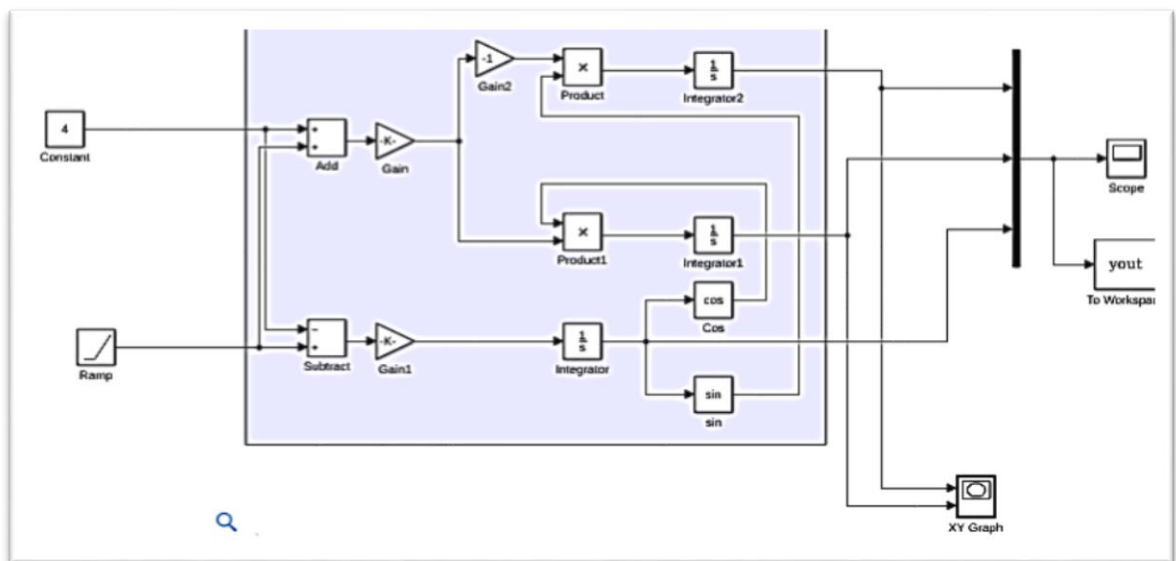 -1
Gain2
×
Product
1
s
Integrator2
4
Constant
+
+
Add
-K-
Gain
Scope
×
Product1
1
s
Integrator1
yout
To Workspa
cos
Cos
−
+
Subtract
-K-
Gain1
1
s
Integrator
Ramp
sin
sin
XY Graph